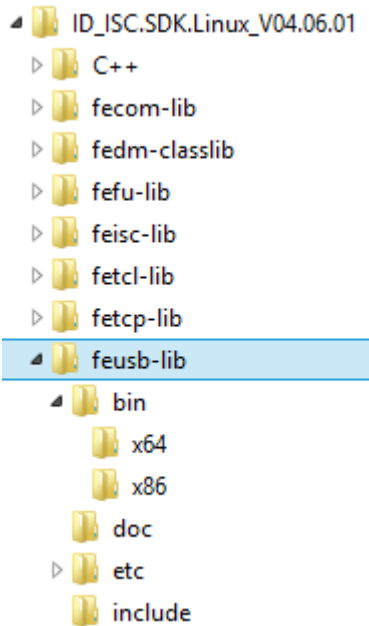 ID_ISC.SDK.Linux_V04.06.01
C++
fecom-lib
fedm-classlib
fefu-lib
feisc-lib
fetcl-lib
fetcp-lib
feusb-lib
bin
x64
x86
doc
etc
include